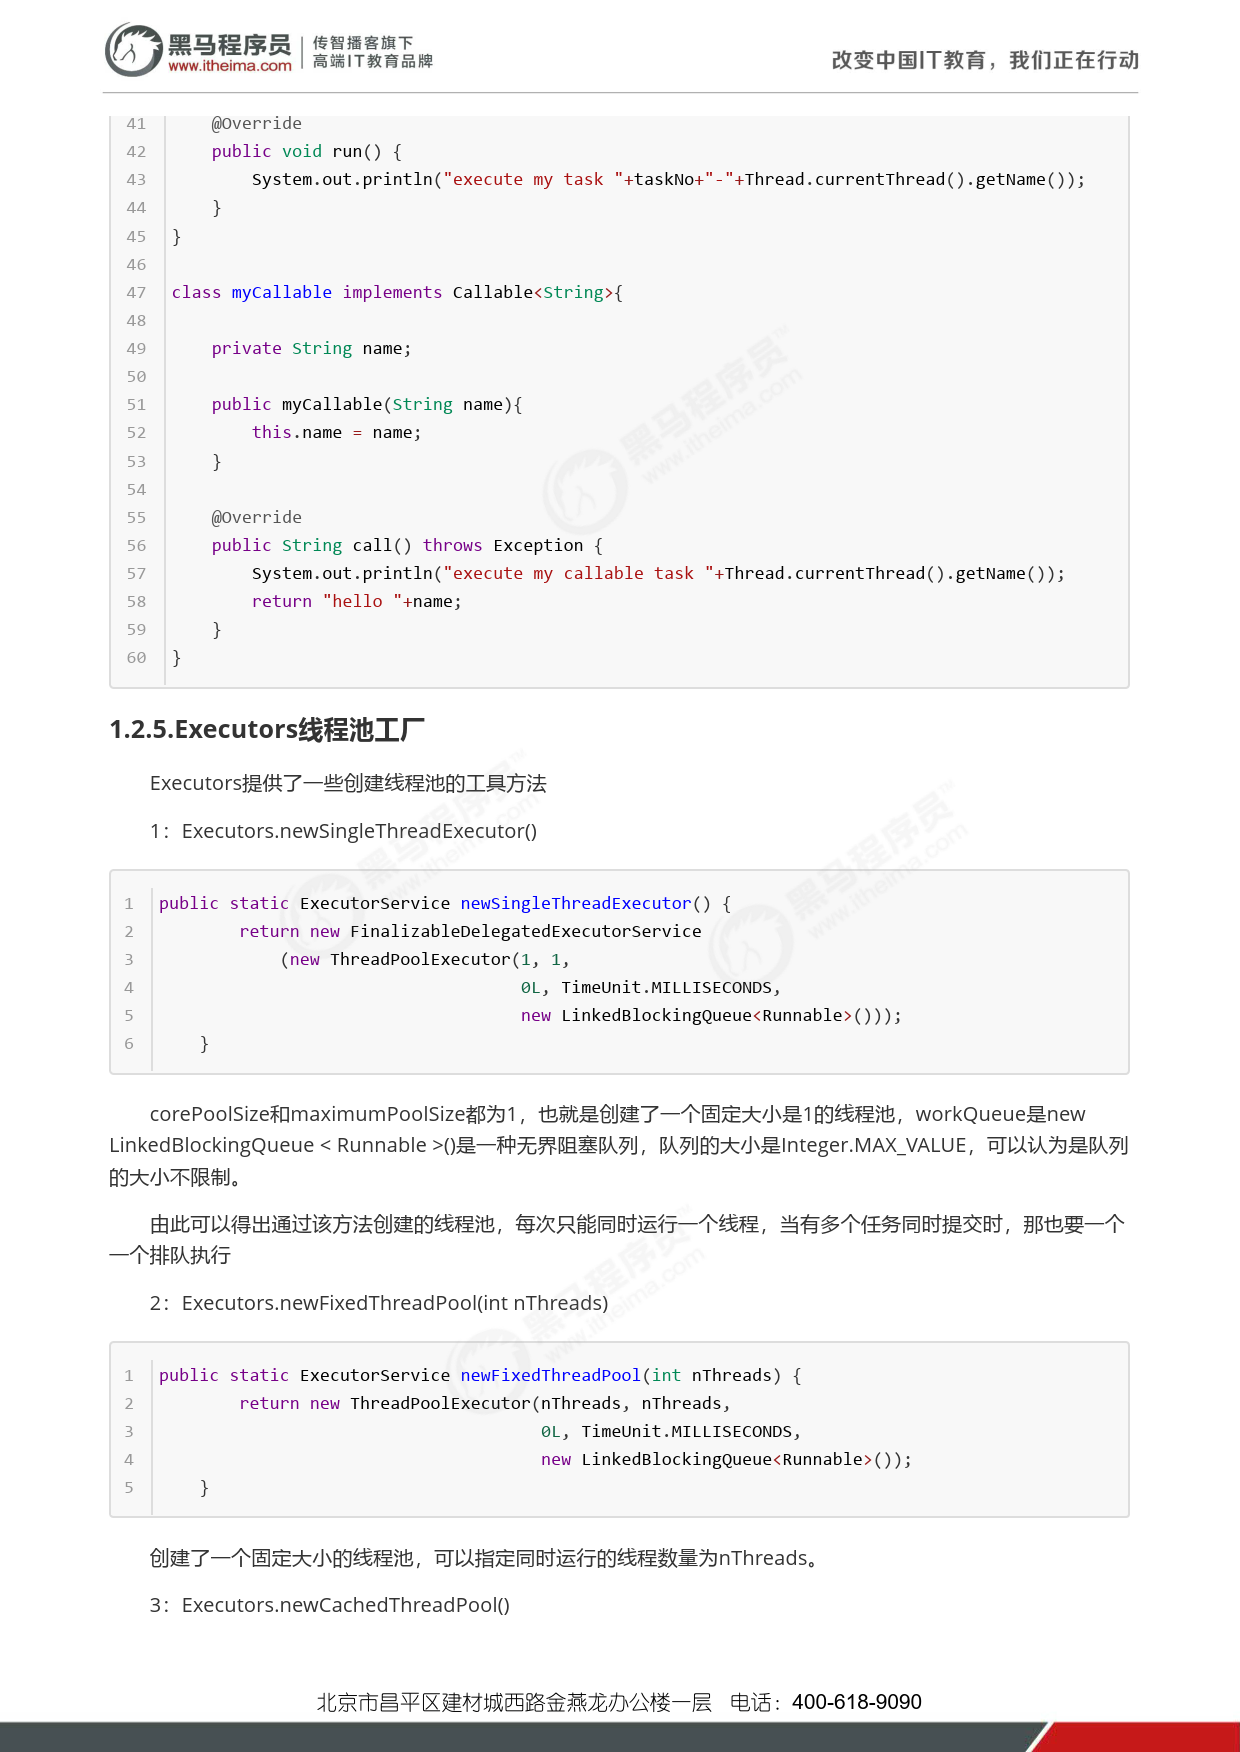 黑马程序员
www.itheima.com
传智播客旗下
高端IT教育品牌
改变中国IT教育，我们正在行动
41 @Override
42 public void run() {
43 System.out.println("execute my task "+taskNo+"-"+Thread.currentThread().getName());
44 }
45 }
46
47 class myCallable implements Callable<String>{
48
49 private String name;
50
51 public myCallable(String name){
52 this.name = name;
53 }
54
55 @Override
56 public String call() throws Exception {
57 System.out.println("execute my callable task "+Thread.currentThread().getName());
58 return "hello "+name;
59 }
60 }
1.2.5.Executors线程池工厂
Executors提供了一些创建线程池的工具方法
1：Executors.newSingleThreadExecutor()
1 public static ExecutorService newSingleThreadExecutor() {
2 return new FinalizableDelegatedExecutorService
3 (new ThreadPoolExecutor(1, 1,
4 0L, TimeUnit.MILLISECONDS,
5 new LinkedBlockingQueue<Runnable>()));
6 }
corePoolSize和maximumPoolSize都为1，也就是创建了一个固定大小是1的线程池，workQueue是new
LinkedBlockingQueue < Runnable >()是一种无界阻塞队列，队列的大小是Integer.MAX_VALUE，可以认为是队列
的大小不限制。
由此可以得出通过该方法创建的线程池，每次只能同时运行一个线程，当有多个任务同时提交时，那也要一个
一个排队执行
2：Executors.newFixedThreadPool(int nThreads)
1 public static ExecutorService newFixedThreadPool(int nThreads) {
2 return new ThreadPoolExecutor(nThreads, nThreads,
3 0L, TimeUnit.MILLISECONDS,
4 new LinkedBlockingQueue<Runnable>());
5 }
创建了一个固定大小的线程池，可以指定同时运行的线程数量为nThreads。
3：Executors.newCachedThreadPool()
北京市昌平区建材城西路金燕龙办公楼一层 电话：400-618-9090